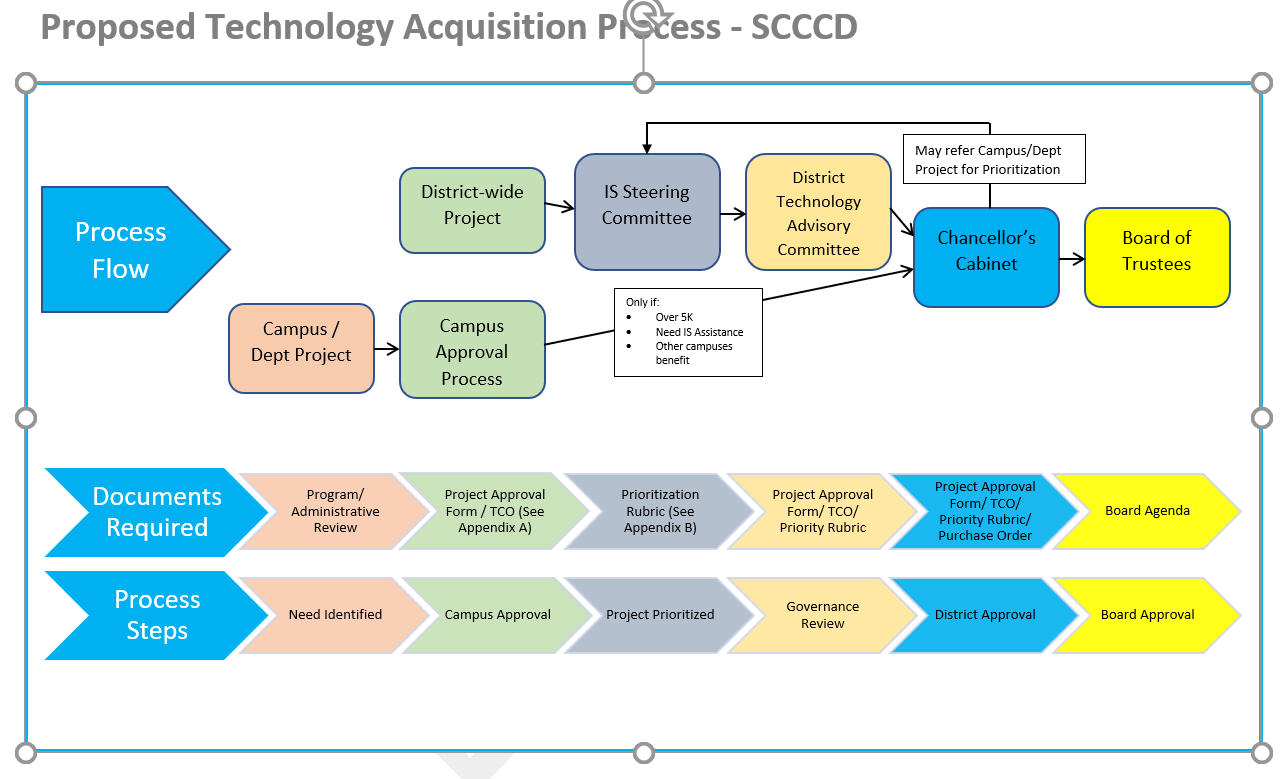 Proposed Technology Acquisition Process - SCCCD
May refer Campus/Dept
Project for Prioritization
Process
Flow
District-wide
Project
IS Steering
Committee
District
Technology
Advisory
Committee
Chancellor's
Cabinet
Board of
Trustees
Only if:
• Over 5K
• Need IS Assistance
• Other campuses
benefit
Campus /
Dept Project
Campus
Approval
Process
Documents
Required
Program/
Administrative
Review
Project Approval
Form / TCO (See
Appendix A)
Prioritization
Rubric (See
Appendix B)
Project Approval
Form/ TCO/
Priority Rubric
Project Approval
Form/ TCO/
Priority Rubric/
Purchase Order
Board Agenda
Process
Steps
Need Identified
Campus Approval
Project Prioritized
Governance
Review
District Approval
Board Approval